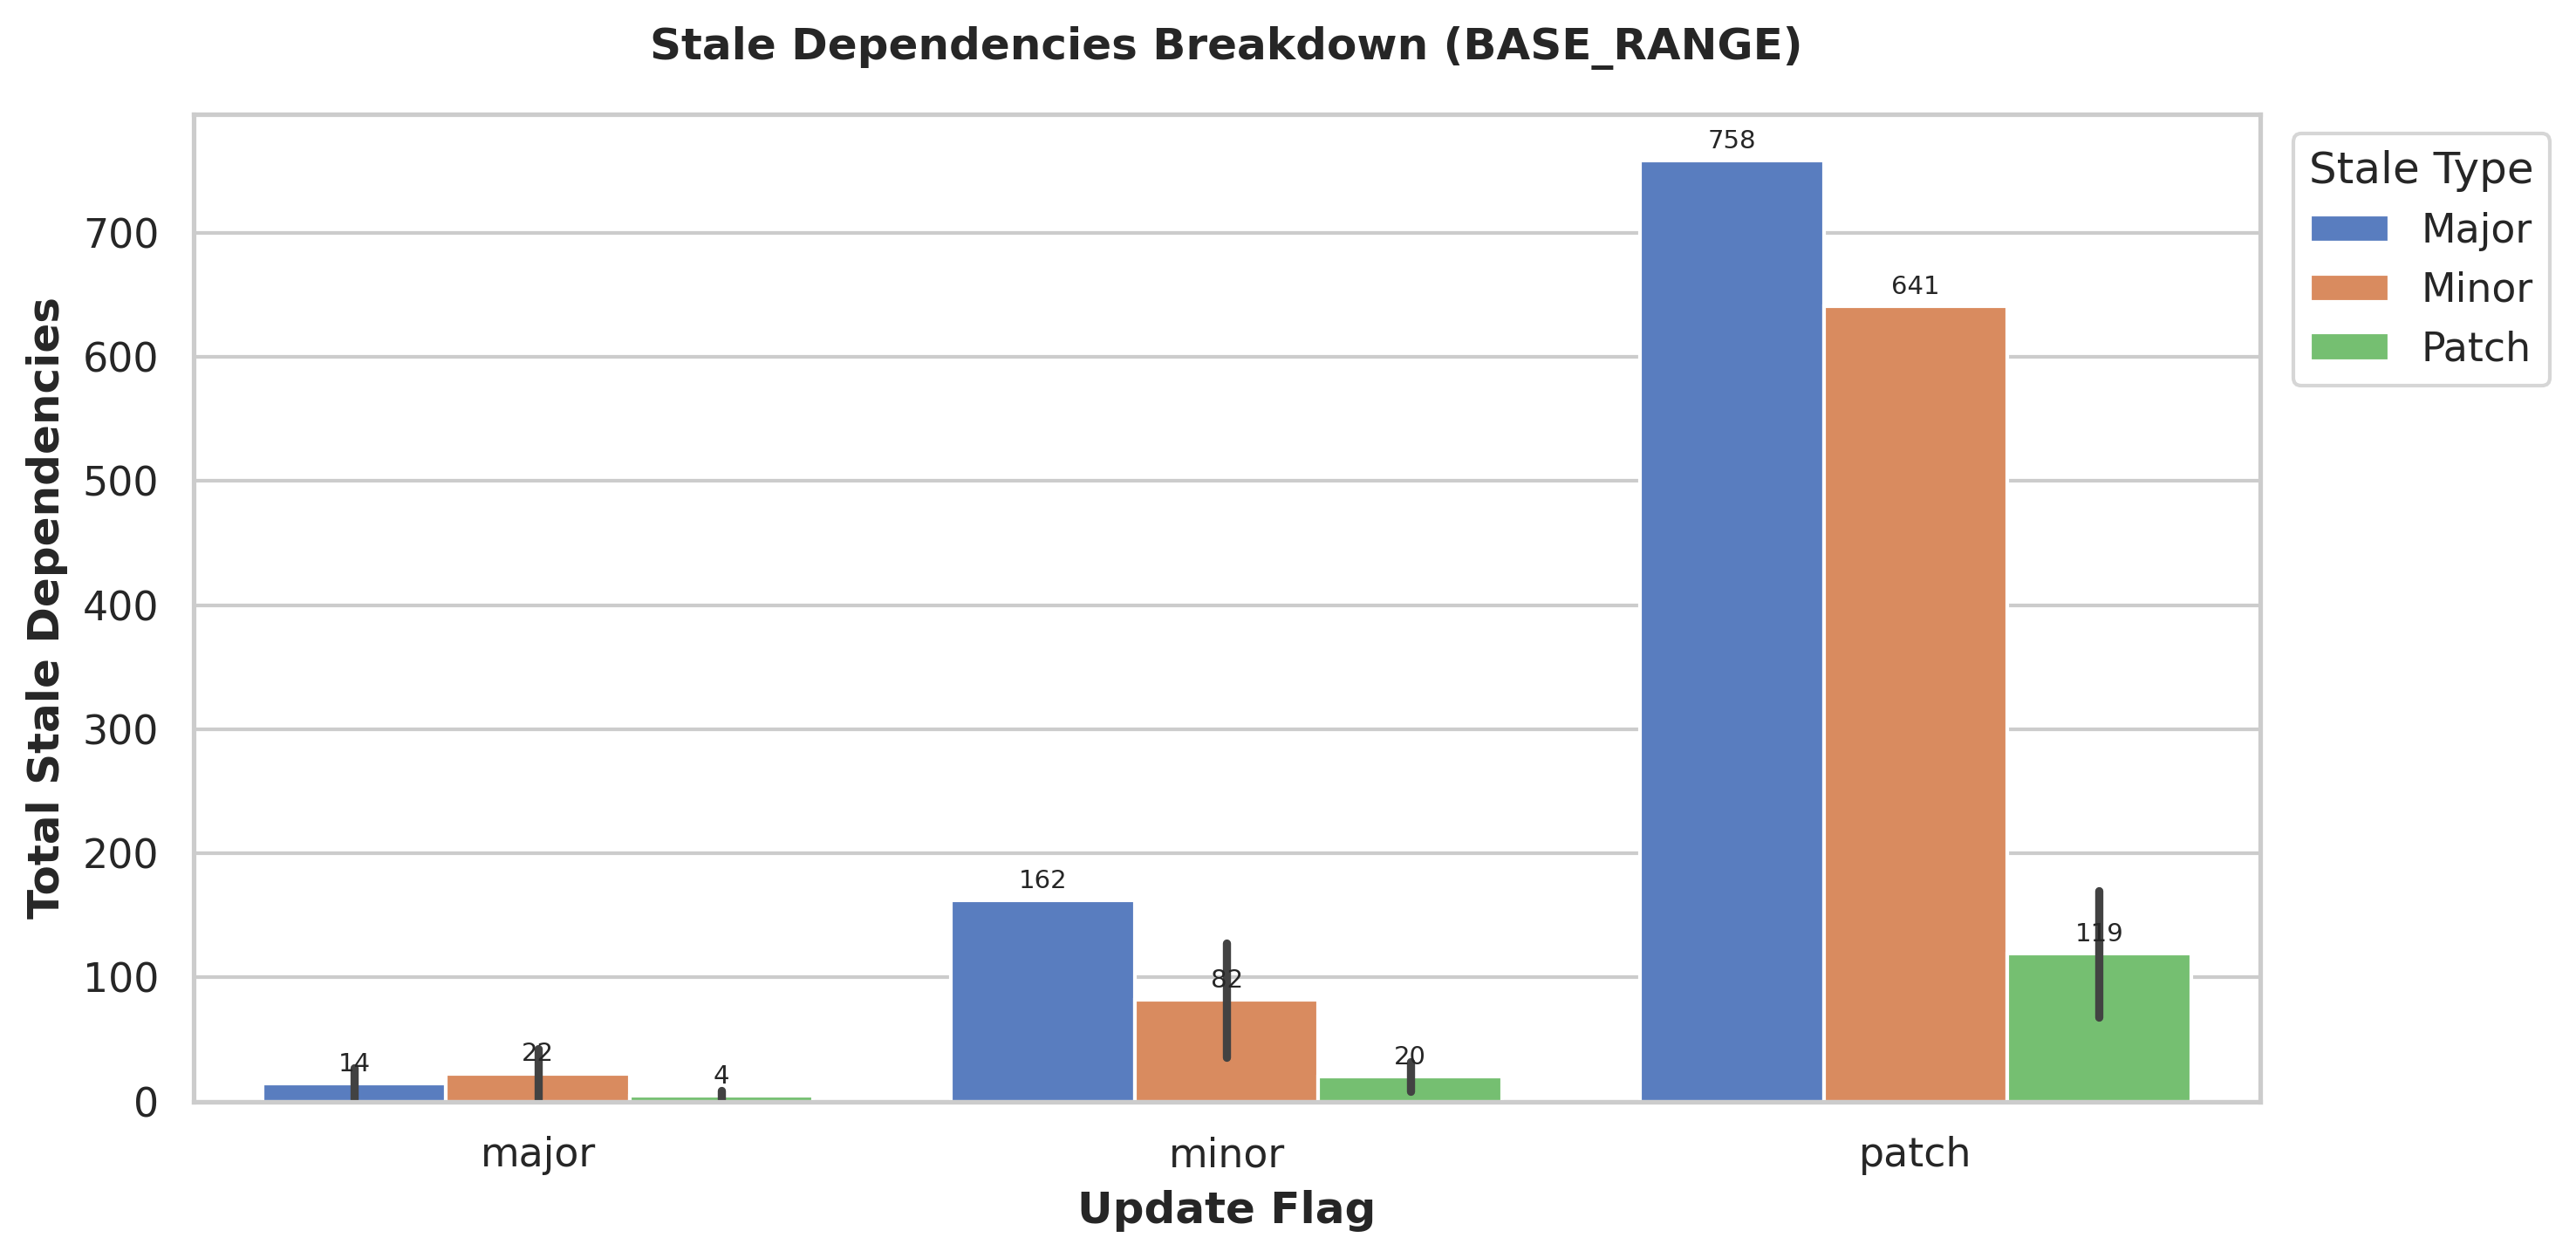 Stale Dependencies Breakdown (BASE_RANGE)
Total Stale Dependencies
700
600
500
400
300
200
100
0
14
22
4
162
82
20
758
641
119
major
minor
patch
Update Flag
Stale Type
Major
Minor
Patch